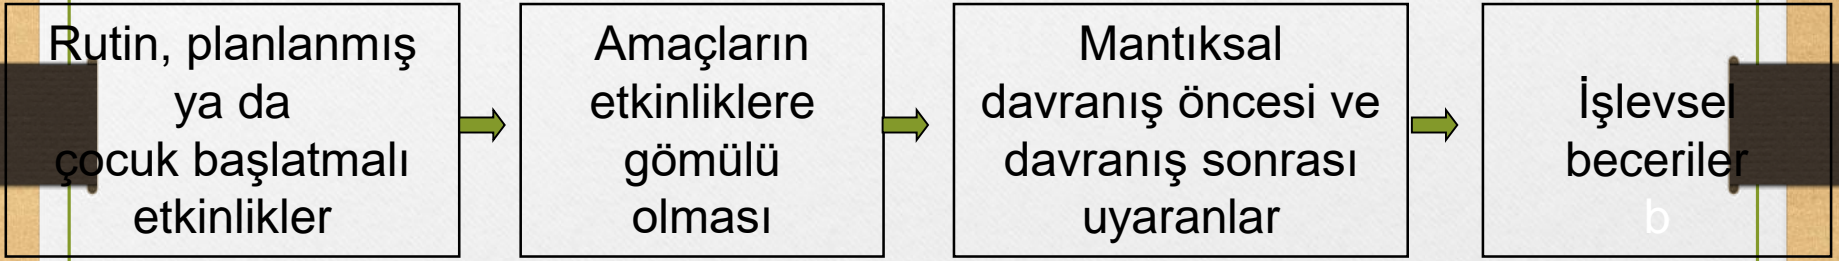 Rutin, planlanmış
ya da
çocuk başlatmalı
etkinlikler
Amaçların
etkinliklere
gömülü
olması
Mantıksal
davranış öncesi ve
davranış sonrası
uyaranlar
İşlevsel
beceriler
b